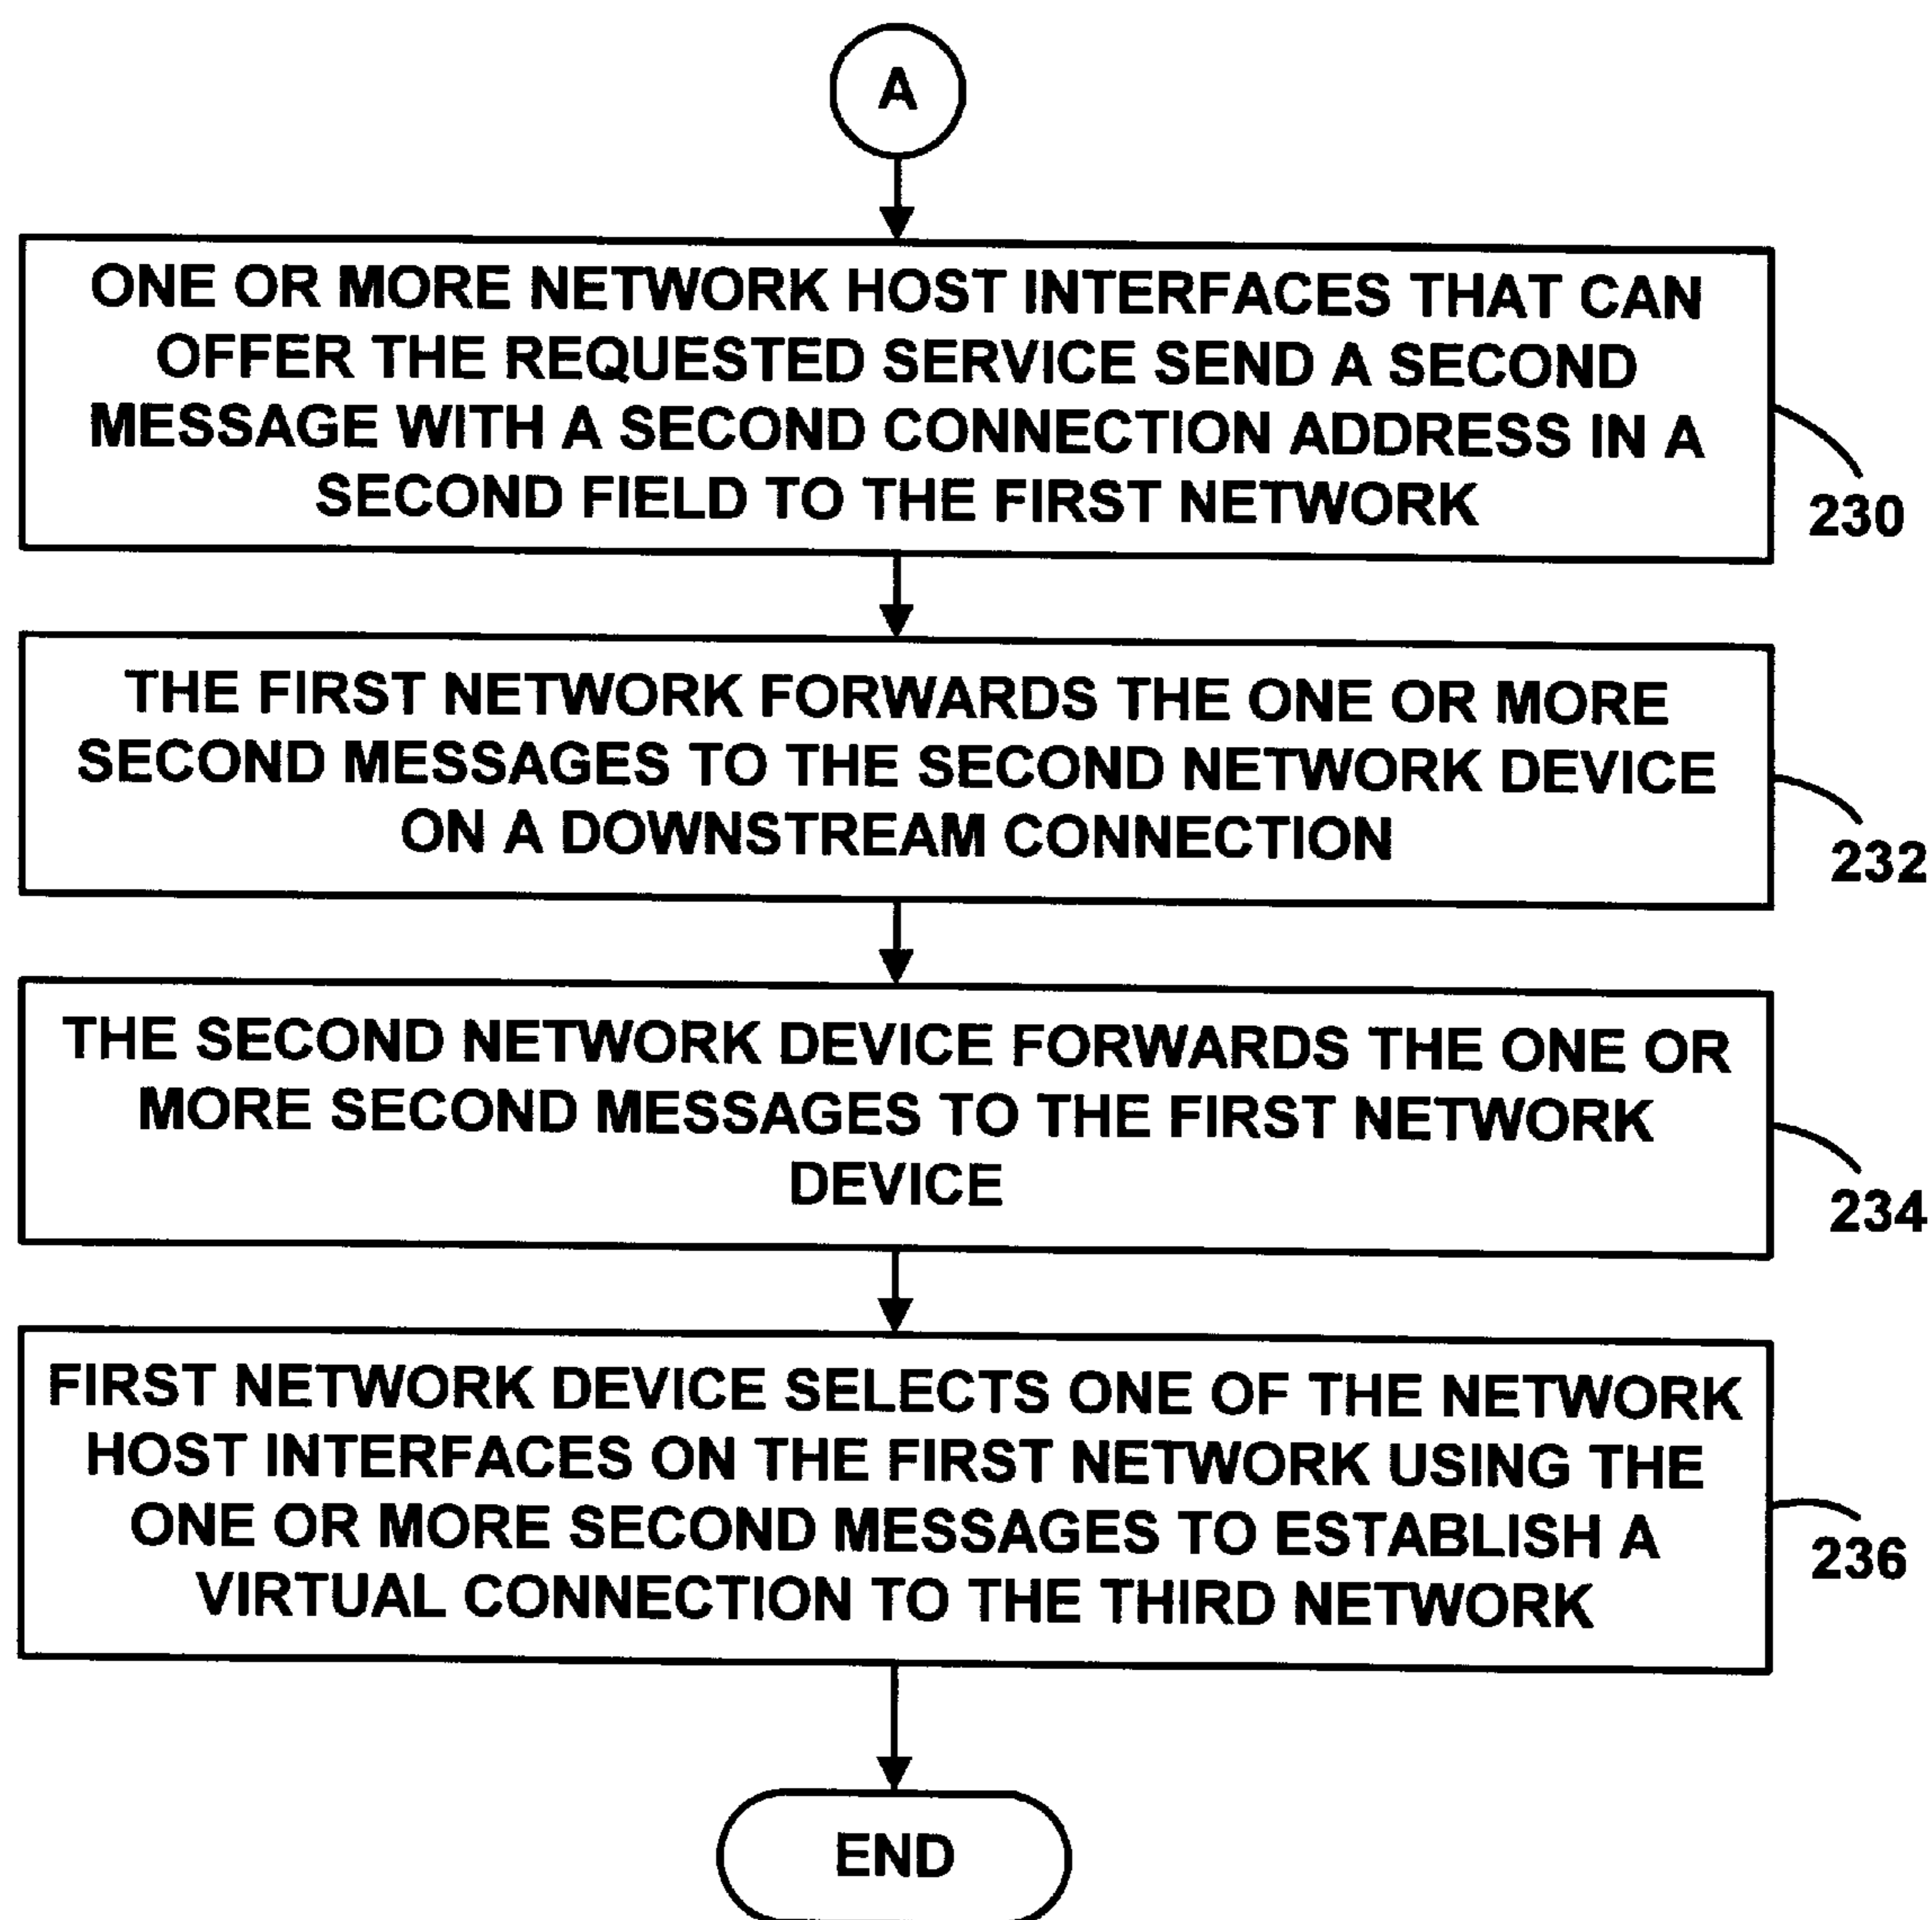 A
ONE OR MORE NETWORK HOST INTERFACES THAT CAN
OFFER THE REQUESTED SERVICE SEND A SECOND
MESSAGE WITH A SECOND CONNECTION ADDRESS IN A
SECOND FIELD TO THE FIRST NETWORK
230
THE FIRST NETWORK FORWARDS THE ONE OR MORE
SECOND MESSAGES TO THE SECOND NETWORK DEVICE
ON A DOWNSTREAM CONNECTION
232
THE SECOND NETWORK DEVICE FORWARDS THE ONE OR
MORE SECOND MESSAGES TO THE FIRST NETWORK
DEVICE
234
FIRST NETWORK DEVICE SELECTS ONE OF THE NETWORK
HOST INTERFACES ON THE FIRST NETWORK USING THE
ONE OR MORE SECOND MESSAGES TO ESTABLISH A
VIRTUAL CONNECTION TO THE THIRD NETWORK
236
END